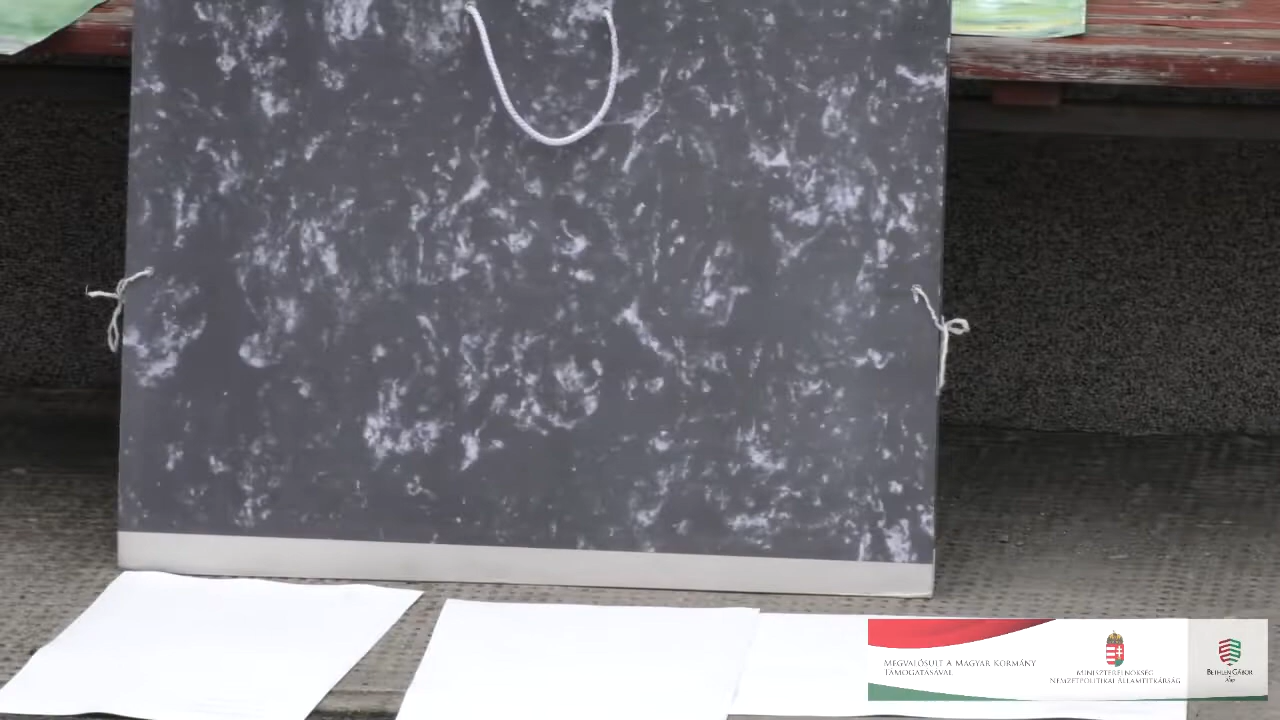 MEGVALÓSULT A MAGYAR KORMÁNY
TÁMOGATÁSÁVAL
MINISZTERELNÖKSÉG
NEMZETPOLITIKAI ÁLLAMTITKÁRSÁG
BETHLEN GÁBOR
Alap